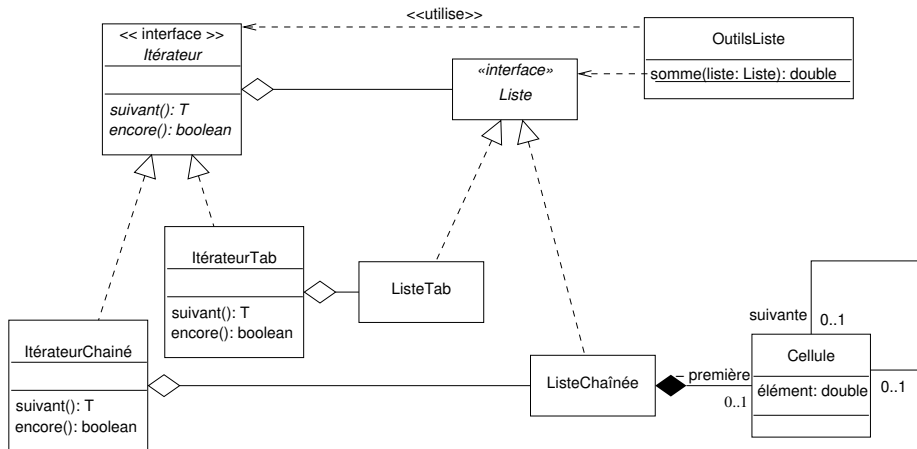 <<utilise>>
<< interface >>
Itérateur
suivant(): T
encore(): boolean
«interface»
Liste
OutilsListe
somme(liste: Liste): double
ItérateurTab
suivant(): T
encore(): boolean
ListeTab
ItérateurChainé
suivant(): T
encore(): boolean
ListeChaînée
− première
0..1
suivante
0..1
Cellule
élément: double
0..1